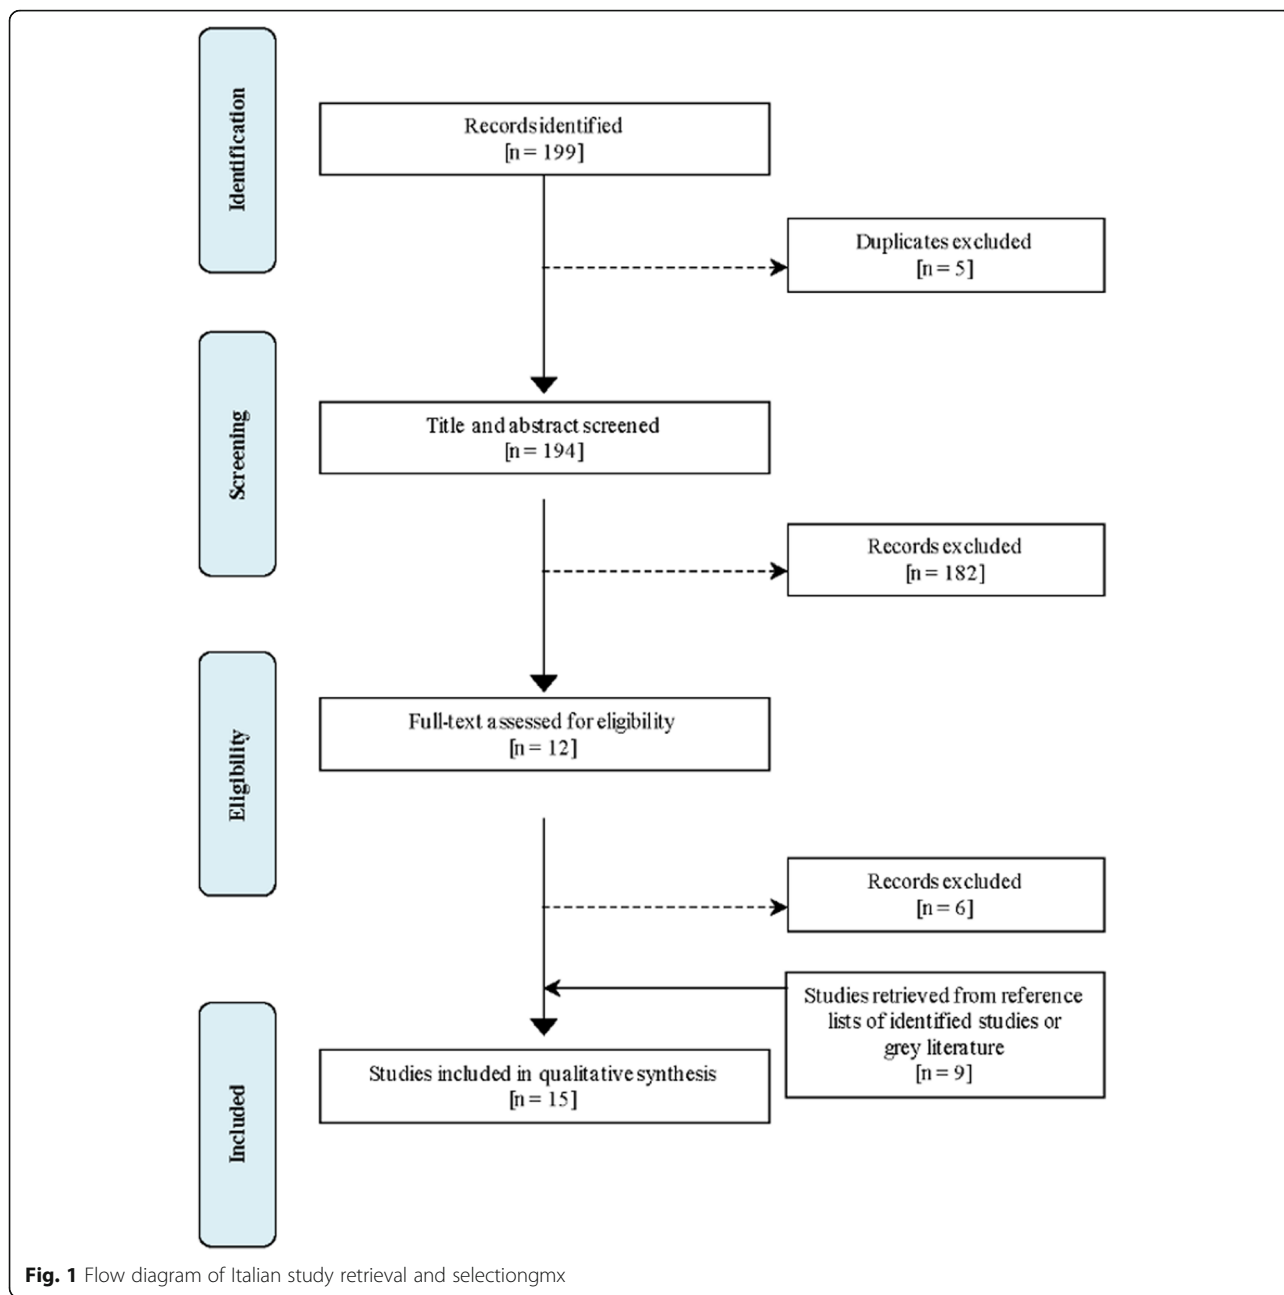 Identification
Records identified
[n = 199]
Duplicates excluded
[n = 5]
Screening
Title and abstract screened
[n = 194]
Records excluded
[n = 182]
Eligibility
Full-text assessed for eligibility
[n = 12]
Records excluded
[n = 6]
Studies retrieved from reference
lists of identified studies or
grey literature
[n = 9]
Included
Studies included in qualitative synthesis
[n = 15]
Fig. 1 Flow diagram of Italian study retrieval and selectiongmx